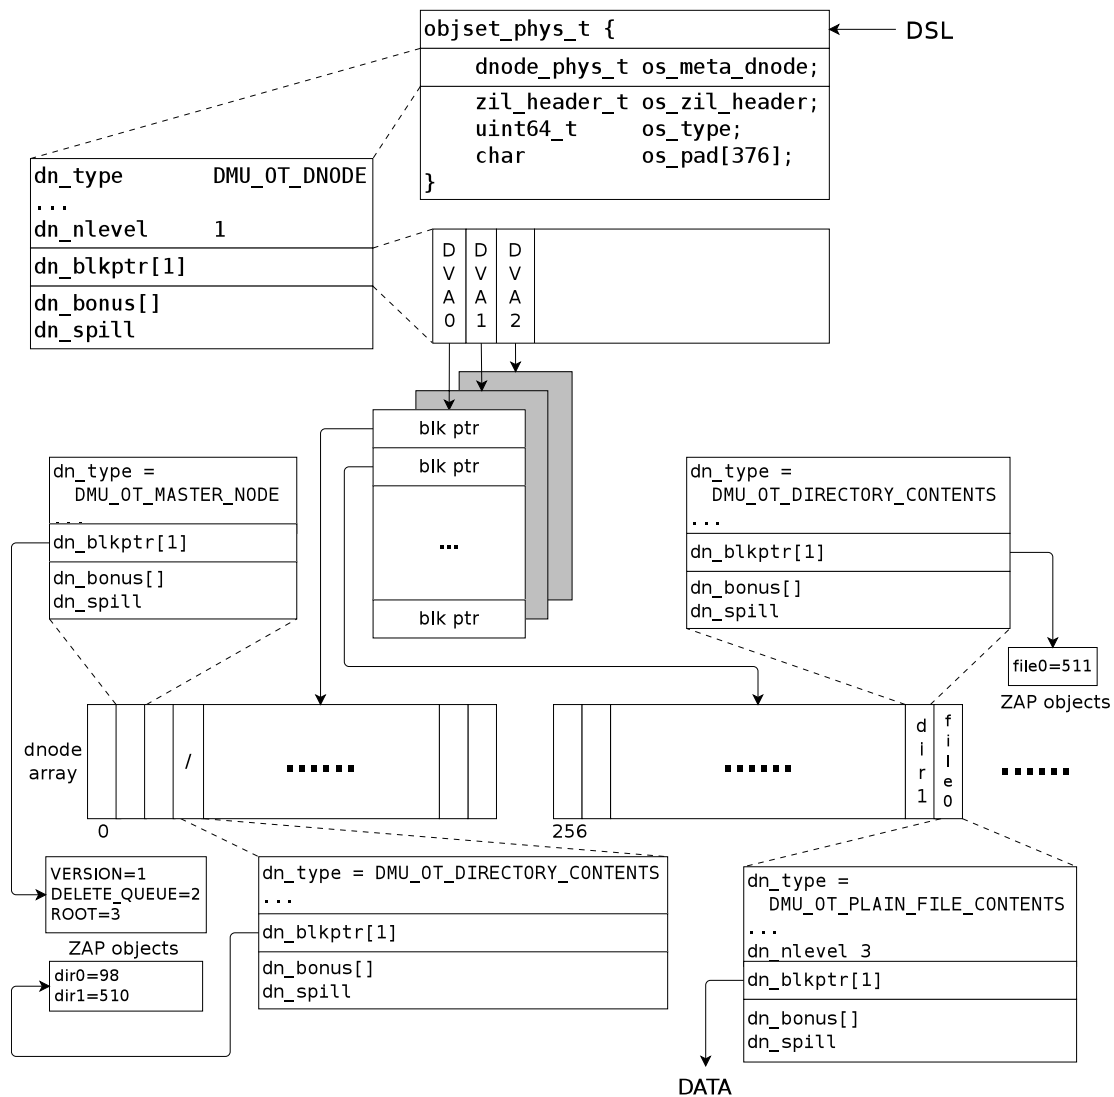 objset_phys_t {
DSL
dnode_phys_t os_meta_dnode;
zil_header_t os_zil_header;
uint64_t os_type;
char os_pad[376];
}
dn_type DMU_OT_DNODE
...
dn_nlevel 1
dn_blkptr[1]
dn_bonus[]
dn_spill
DVA0
DVA1
DVA2
blk ptr
blk ptr
...
blk ptr
dn_type =
DMU_OT_MASTER_NODE
...
dn_blkptr[1]
dn_bonus[]
dn_spill
dn_type =
DMU_OT_DIRECTORY_CONTENTS
...
dn_blkptr[1]
dn_bonus[]
dn_spill
file0=511
ZAP objects
dnode
array
/
......
......
dir1
file0
......
0
256
VERSION=1
DELETE_QUEUE=2
ROOT=3
ZAP objects
dir0=98
dir1=510
dn_type = DMU_OT_DIRECTORY_CONTENTS
...
dn_blkptr[1]
dn_bonus[]
dn_spill
dn_type =
DMU_OT_PLAIN_FILE_CONTENTS
...
dn_nlevel 3
dn_blkptr[1]
dn_bonus[]
dn_spill
DATA